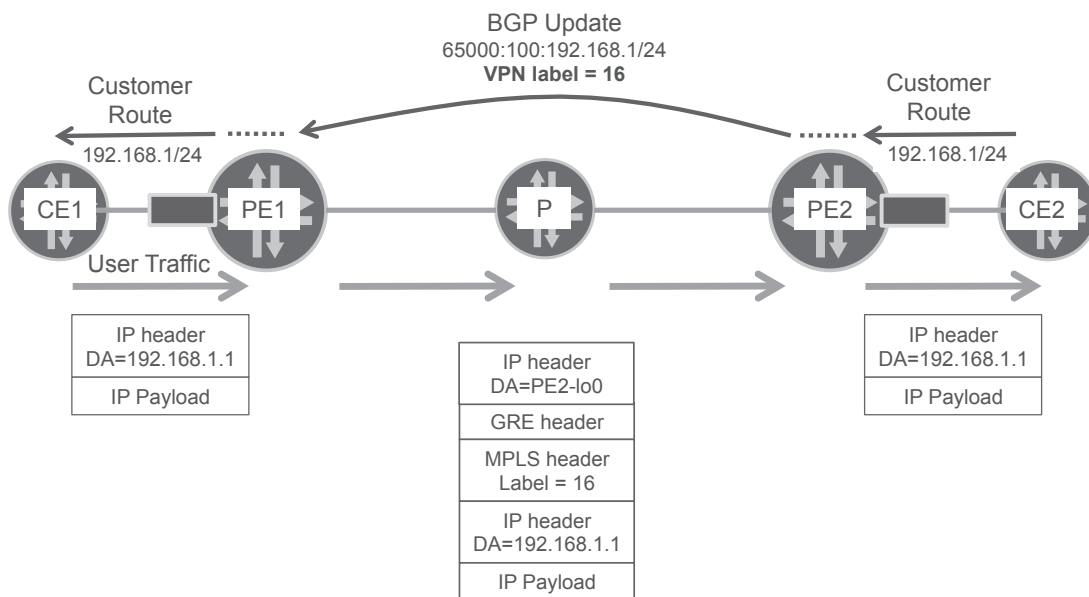 BGP Update
65000:100:192.168.1/24
VPN label = 16
Customer
Route
192.168.1/24
Customer
Route
192.168.1/24
CE1
PE1
P
PE2
CE2
User Traffic
IP header
DA=192.168.1.1
IP Payload
IP header
DA=PE2-lo0
GRE header
MPLS header
Label = 16
IP header
DA=192.168.1.1
IP Payload
IP header
DA=192.168.1.1
IP Payload